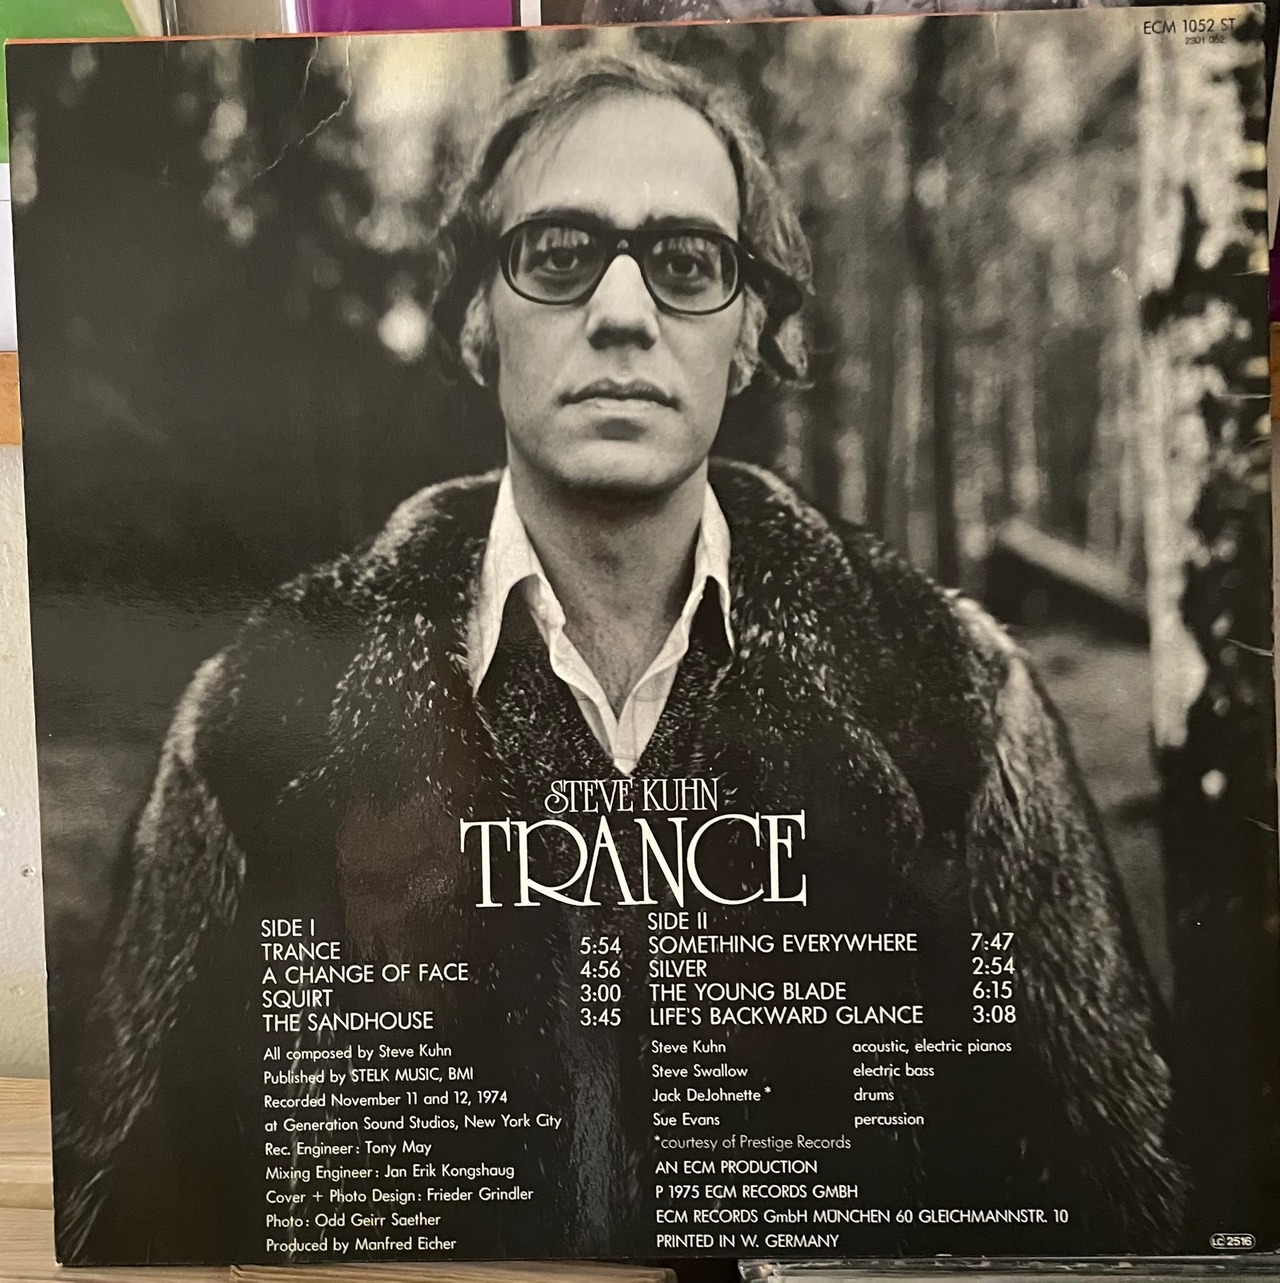 ECM 1052 ST
2301 052
STEVE KUHN
TRANCE
SIDE I
TRANCE 5:54
A CHANGE OF FACE 4:56
SQUIRT 3:00
THE SANDHOUSE 3:45
SIDE II
SOMETHING EVERYWHERE 7:47
SILVER 2:54
THE YOUNG BLADE 6:15
LIFE'S BACKWARD GLANCE 3:08
All composed by Steve Kuhn
Published by STELK MUSIC, BMI
Recorded November 11 and 12, 1974
at Generation Sound Studios, New York City
Rec. Engineer: Tony May
Mixing Engineer: Jan Erik Kongshaug
Cover + Photo Design: Frieder Grindler
Photo: Odd Geirr Saether
Produced by Manfred Eicher
Steve Kuhn acoustic, electric pianos
Steve Swallow electric bass
Jack DeJohnette* drums
Sue Evans percussion
*courtesy of Prestige Records
AN ECM PRODUCTION
P 1975 ECM RECORDS GMBH
ECM RECORDS GmbH MÜNCHEN 60 GLEICHMANNSTR. 10
PRINTED IN W. GERMANY
LC 2516